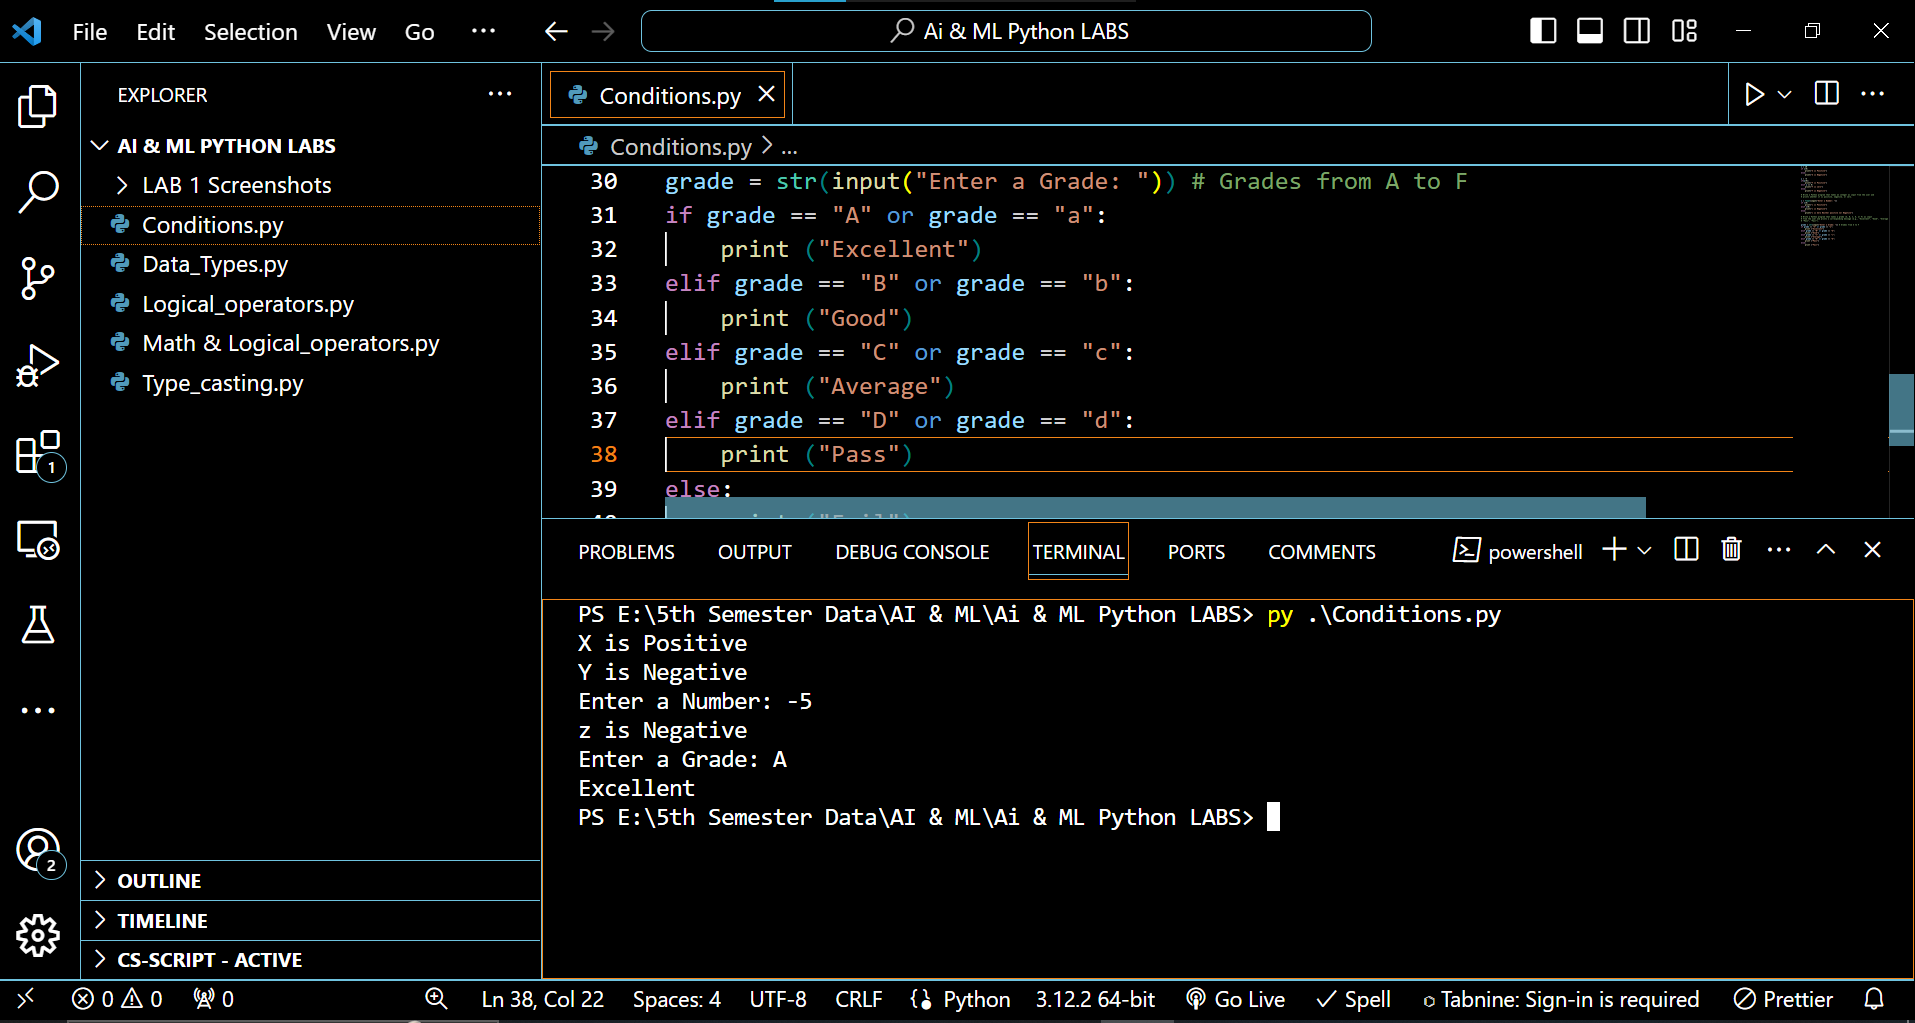 File Edit Selection View Go ... Ai & ML Python LABS
EXPLORER ...
AI & ML PYTHON LABS
LAB 1 Screenshots
Conditions.py
Data_Types.py
Logical_operators.py
Math & Logical_operators.py
Type_casting.py
1
2
OUTLINE
TIMELINE
CS-SCRIPT - ACTIVE
Conditions.py
Conditions.py > ...
30 grade = str(input("Enter a Grade: ")) # Grades from A to F
31 if grade == "A" or grade == "a":
32 print ("Excellent")
33 elif grade == "B" or grade == "b":
34 print ("Good")
35 elif grade == "C" or grade == "c":
36 print ("Average")
37 elif grade == "D" or grade == "d":
38 print ("Pass")
39 else:
PROBLEMS OUTPUT DEBUG CONSOLE TERMINAL PORTS COMMENTS powershell
PS E:\5th Semester Data\AI & ML\Ai & ML Python LABS> py .\Conditions.py
X is Positive
Y is Negative
Enter a Number: -5
z is Negative
Enter a Grade: A
Excellent
PS E:\5th Semester Data\AI & ML\Ai & ML Python LABS>
0 0 0 Ln 38, Col 22 Spaces: 4 UTF-8 CRLF Python 3.12.2 64-bit Go Live Spell Tabnine: Sign-in is required Prettier